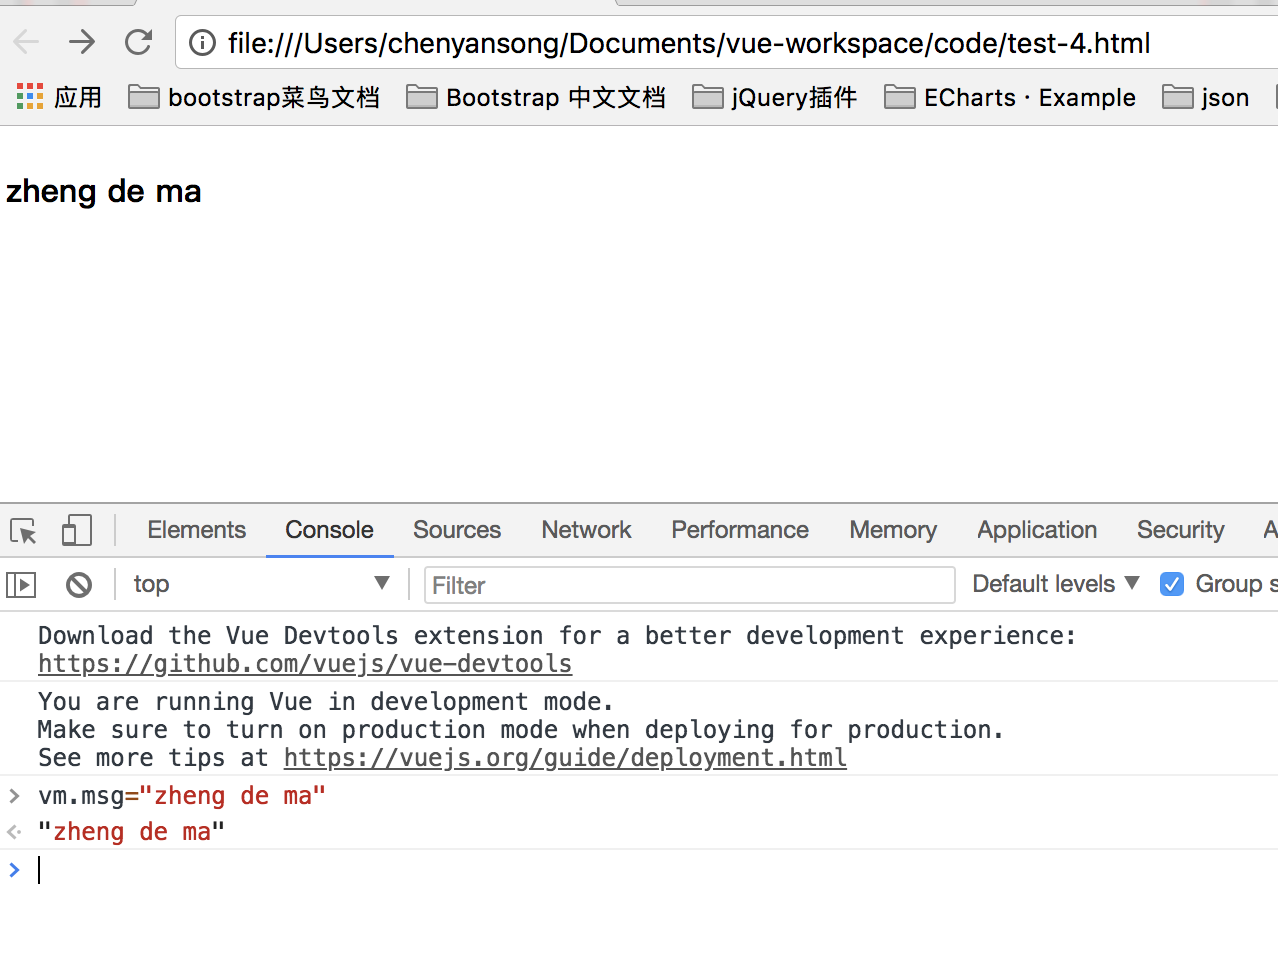 file:///Users/chenyansong/Documents/vue-workspace/code/test-4.html
应用 bootstrap菜鸟文档 Bootstrap 中文文档 jQuery插件 ECharts · Example json
zheng de ma
Elements Console Sources Network Performance Memory Application Security A
top Filter Default levels Group s
Download the Vue Devtools extension for a better development experience:
https://github.com/vuejs/vue-devtools
You are running Vue in development mode.
Make sure to turn on production mode when deploying for production.
See more tips at https://vuejs.org/guide/deployment.html
vm.msg="zheng de ma"
"zheng de ma"